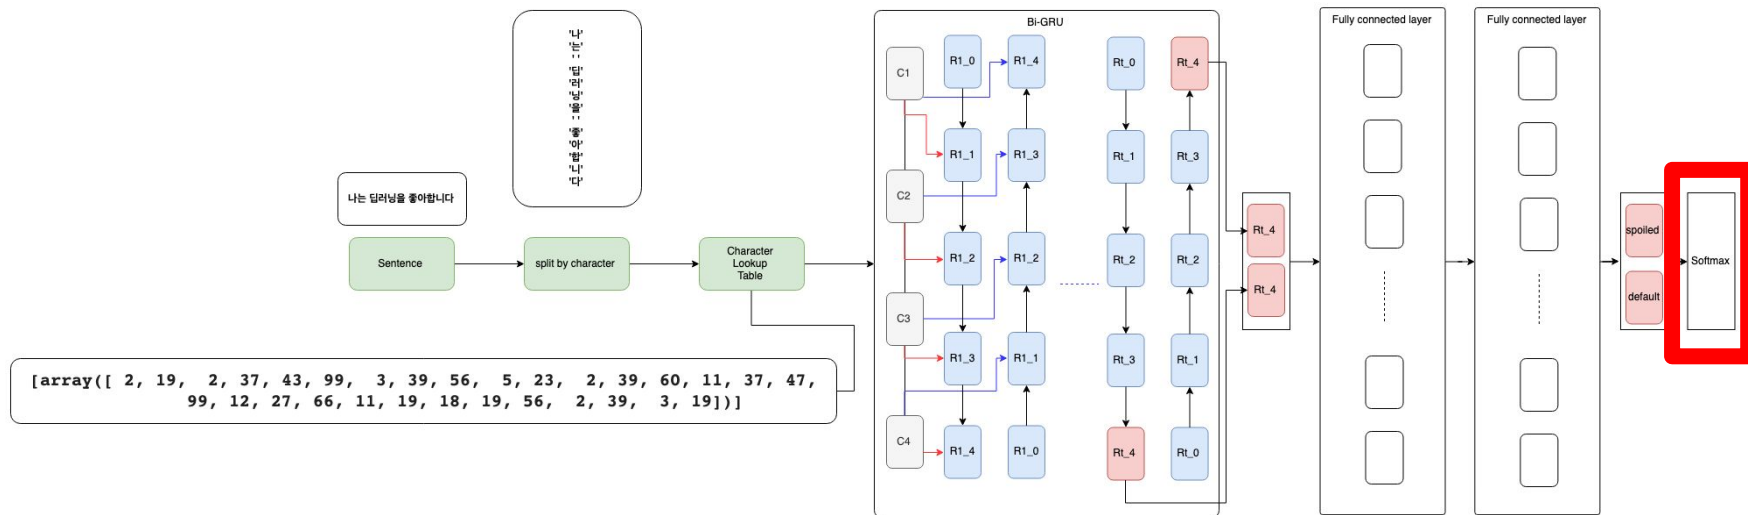 '나'
'는'
' '
'딥'
'러'
'닝'
'을'
' '
'좋'
'아'
'합'
'니'
'다'
나는 딥러닝을 좋아합니다
Sentence
split by character
Character
Lookup
Table
[array([ 2, 19, 2, 37, 43, 99, 3, 39, 56, 5, 23, 2, 39, 60, 11, 37, 47,
99, 12, 27, 66, 11, 19, 18, 19, 56, 2, 39, 3, 19])]
Bi-GRU
C1
C2
C3
C4
R1_0
R1_1
R1_2
R1_3
R1_4
R1_4
R1_3
R1_2
R1_1
R1_0
Rt_0
Rt_1
Rt_2
Rt_3
Rt_4
Rt_4
Rt_3
Rt_2
Rt_1
Rt_0
Rt_4
Rt_4
Fully connected layer
Fully connected layer
spoiled
default
Softmax